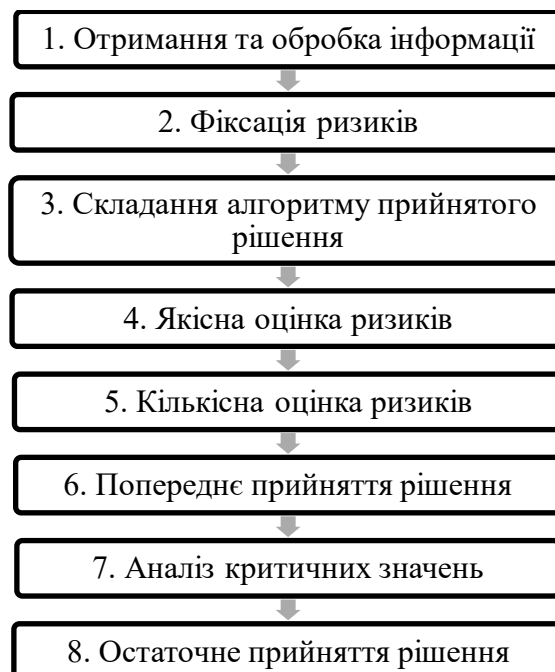 1. Отримання та обробка інформації
2. Фіксація ризиків
3. Складання алгоритму прийнятого
рішення
4. Якісна оцінка ризиків
5. Кількісна оцінка ризиків
6. Попереднє прийняття рішення
7. Аналіз критичних значень
8. Остаточне прийняття рішення